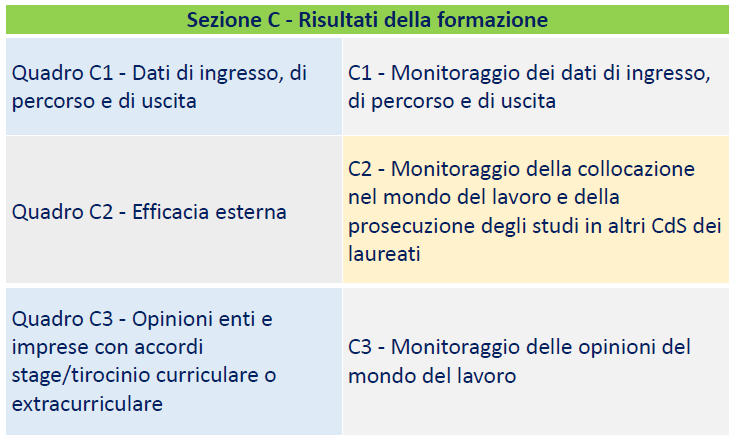 Sezione C - Risultati della formazione
Quadro C1 - Dati di ingresso, di
percorso e di uscita
C1 - Monitoraggio dei dati di ingresso,
di percorso e di uscita
Quadro C2 - Efficacia esterna
C2 - Monitoraggio della collocazione
nel mondo del lavoro e della
prosecuzione degli studi in altri CdS dei
laureati
Quadro C3 - Opinioni enti e
imprese con accordi
stage/tirocinio curriculare o
extracurriculare
C3 - Monitoraggio delle opinioni del
mondo del lavoro